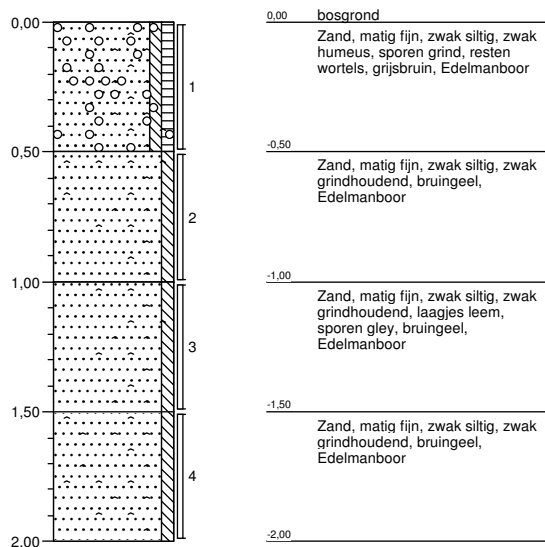 0,00
0,50
1,00
1,50
2,00
1
2
3
4
0,00 bosgrond
Zand, matig fijn, zwak siltig, zwak
humeus, sporen grind, resten
wortels, grijsbruin, Edelmanboor
-0,50
Zand, matig fijn, zwak siltig, zwak
grindhoudend, bruingeel,
Edelmanboor
-1,00
Zand, matig fijn, zwak siltig, zwak
grindhoudend, laagjes leem,
sporen gley, bruingeel,
Edelmanboor
-1,50
Zand, matig fijn, zwak siltig, zwak
grindhoudend, bruingeel,
Edelmanboor
-2,00